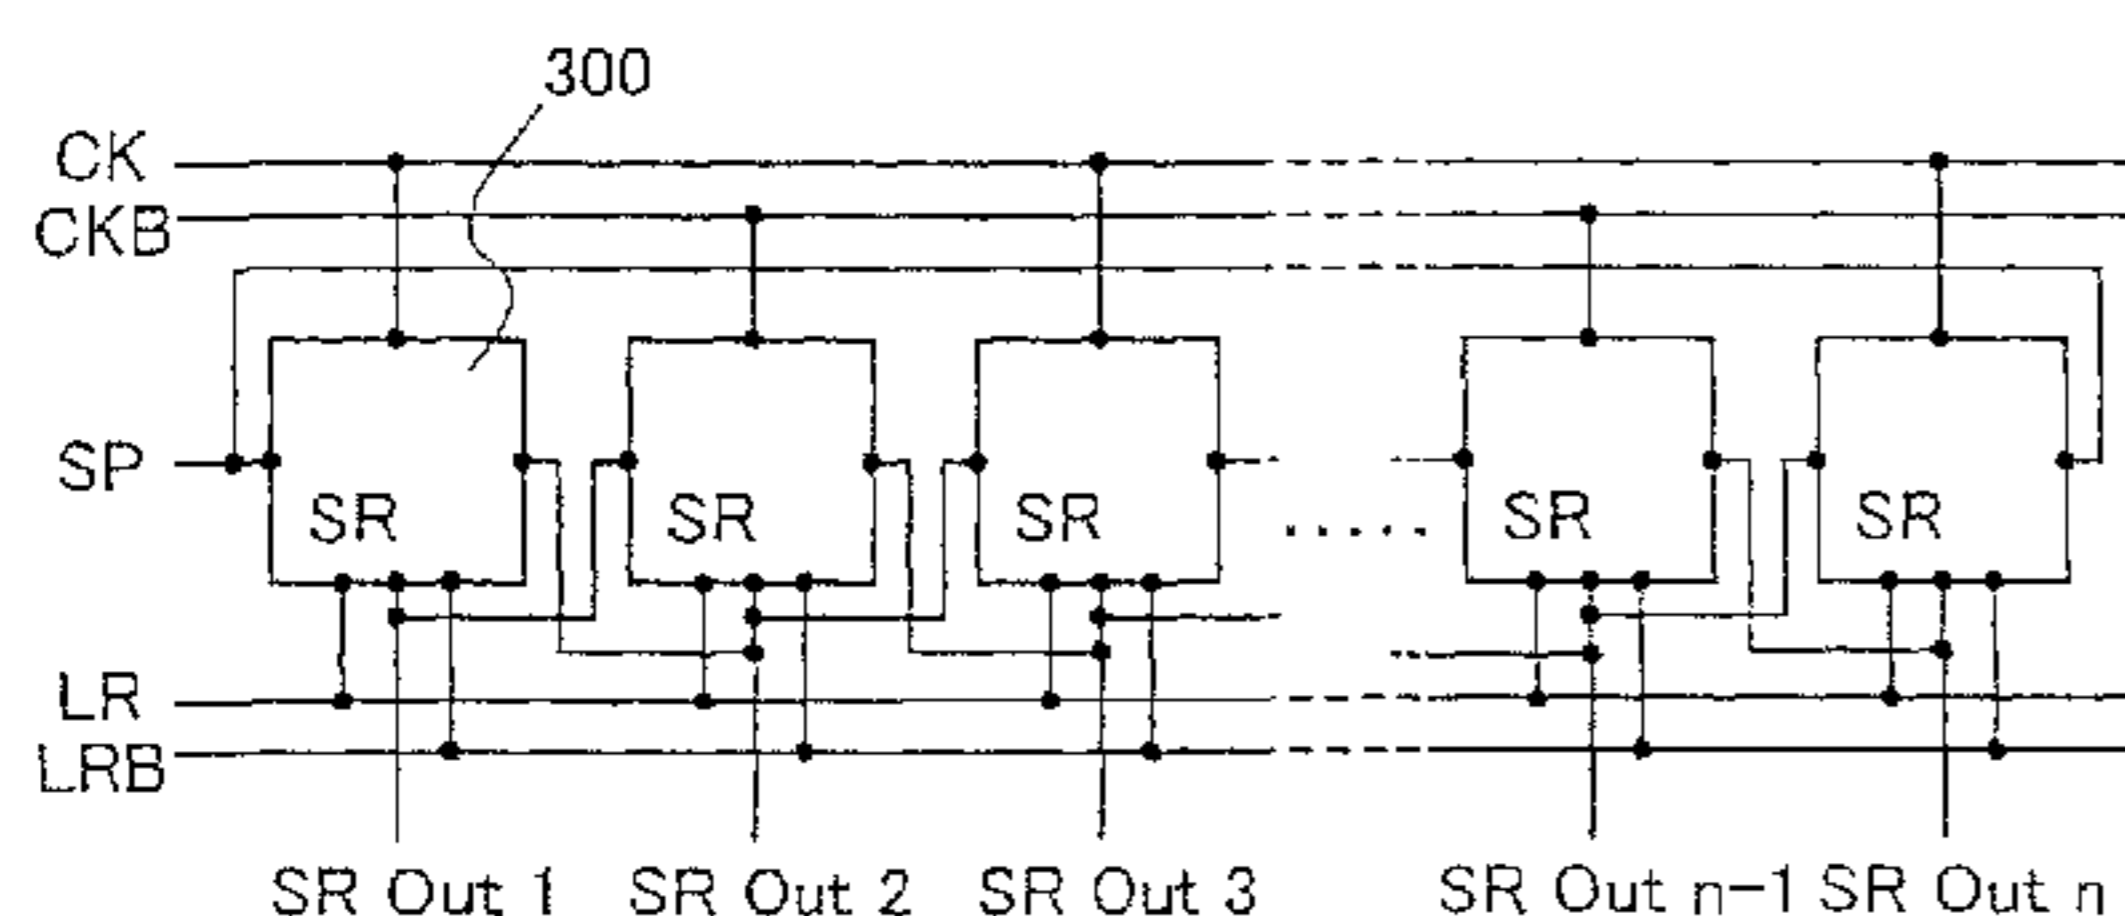 300
CK
CKB
SP
SR SR SR ..... SR SR
LR
LRB
SR Out 1 SR Out 2 SR Out 3 SR Out n-1 SR Out n